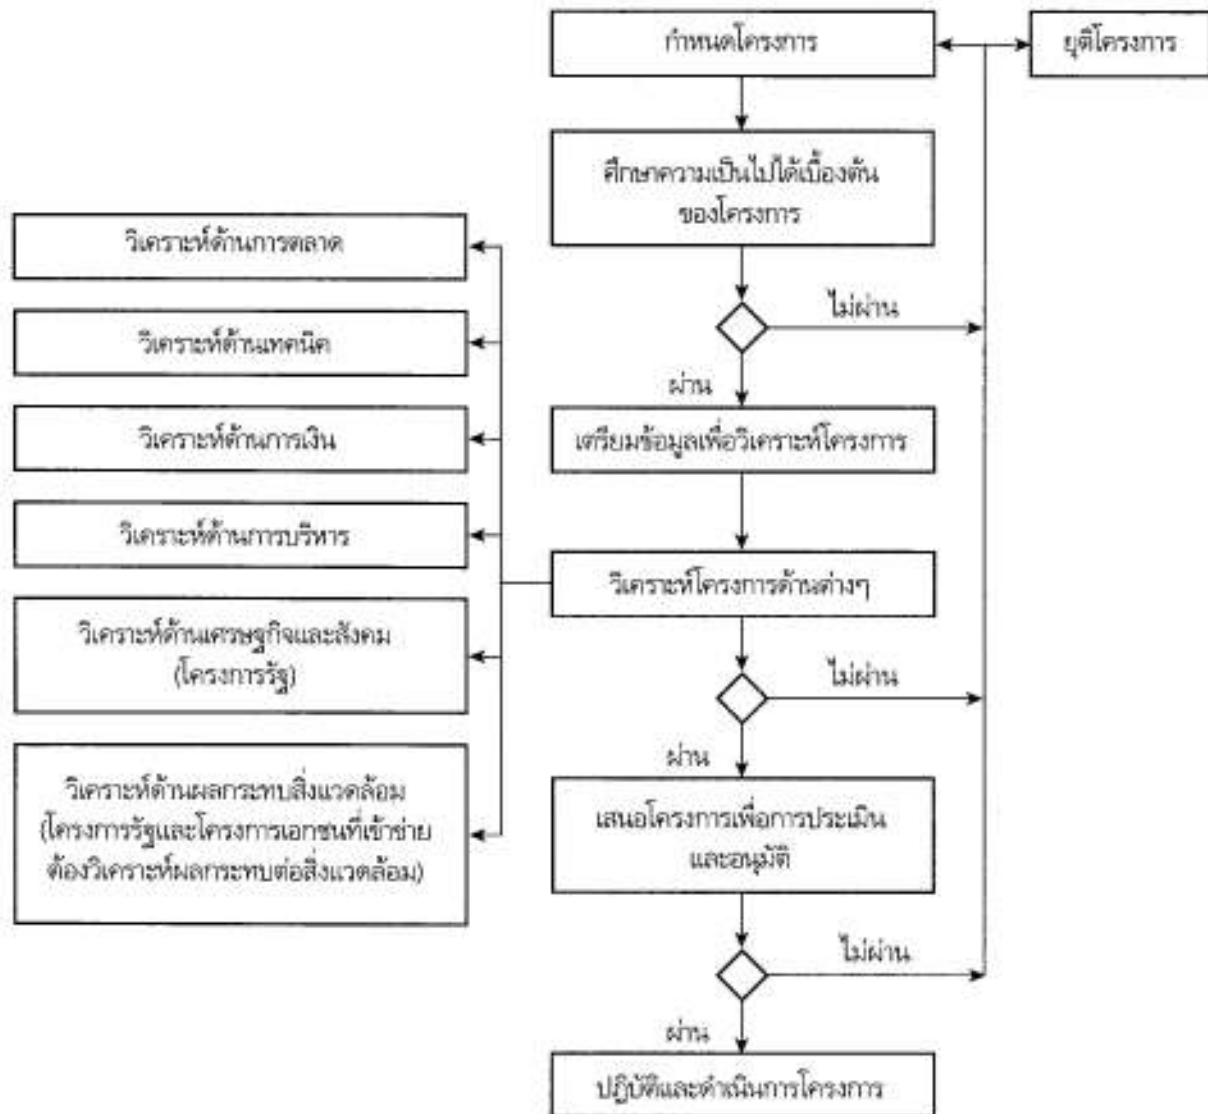 กำหนดโครงการ
ยุติโครงการ
ศึกษาความเป็นไปได้เบื้องต้น
ของโครงการ
ไม่ผ่าน
ผ่าน
เตรียมข้อมูลเพื่อวิเคราะห์โครงการ
วิเคราะห์โครงการด้านต่างๆ
วิเคราะห์ด้านการตลาด
วิเคราะห์ด้านเทคนิค
วิเคราะห์ด้านการเงิน
วิเคราะห์ด้านการบริหาร
วิเคราะห์ด้านเศรษฐกิจและสังคม
(โครงการรัฐ)
วิเคราะห์ด้านผลกระทบสิ่งแวดล้อม
(โครงการรัฐและโครงการเอกชนที่เข้าข่าย
ต้องวิเคราะห์ผลกระทบต่อสิ่งแวดล้อม)
ไม่ผ่าน
ผ่าน
เสนอโครงการเพื่อการประเมิน
และอนุมัติ
ไม่ผ่าน
ผ่าน
ปฏิบัติและดำเนินการโครงการ